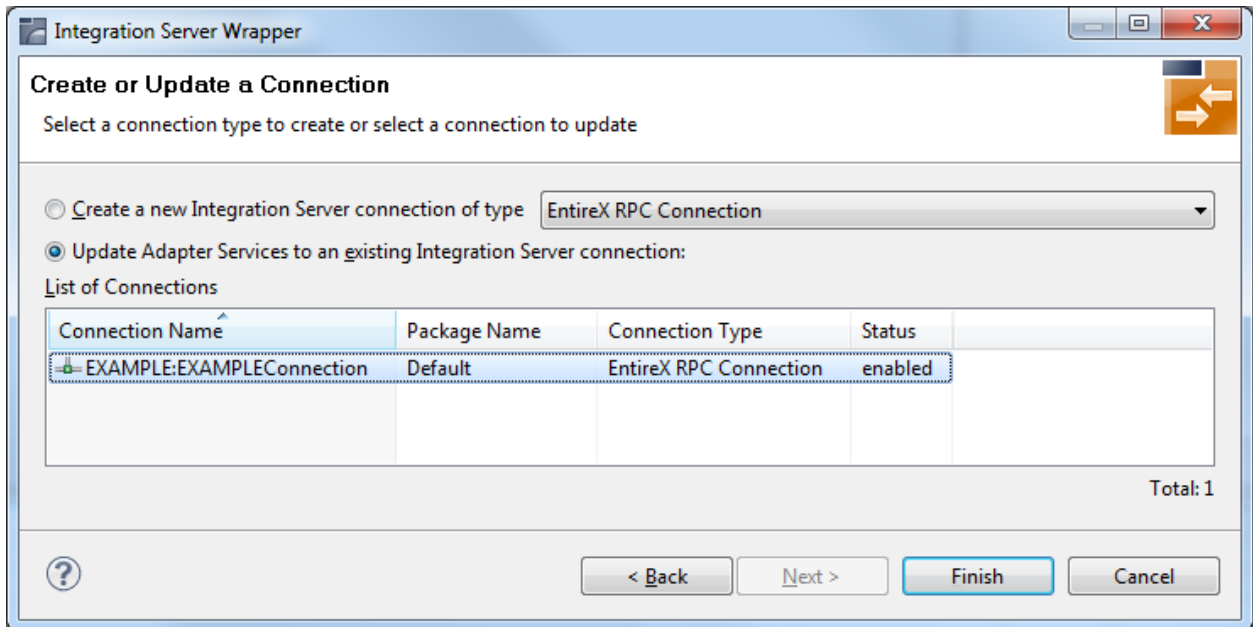 Integration Server Wrapper
Create or Update a Connection
Select a connection type to create or select a connection to update
Create a new Integration Server connection of type EntireX RPC Connection
Update Adapter Services to an existing Integration Server connection:
List of Connections
Connection Name Package Name Connection Type Status
EXAMPLE:EXAMPLEConnection Default EntireX RPC Connection enabled
Total: 1
? < Back Next > Finish Cancel